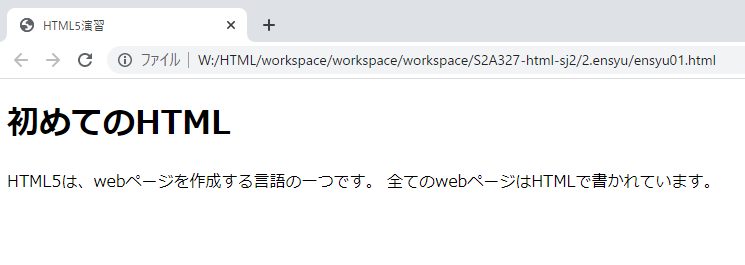 HTML5演習
ファイル W:/HTML/workspace/workspace/workspace/S2A327-html-sj2/2.ensyu/ensyu01.html
初めてのHTML
HTML5は、webページを作成する言語の一つです。 全てのwebページはHTMLで書かれています。